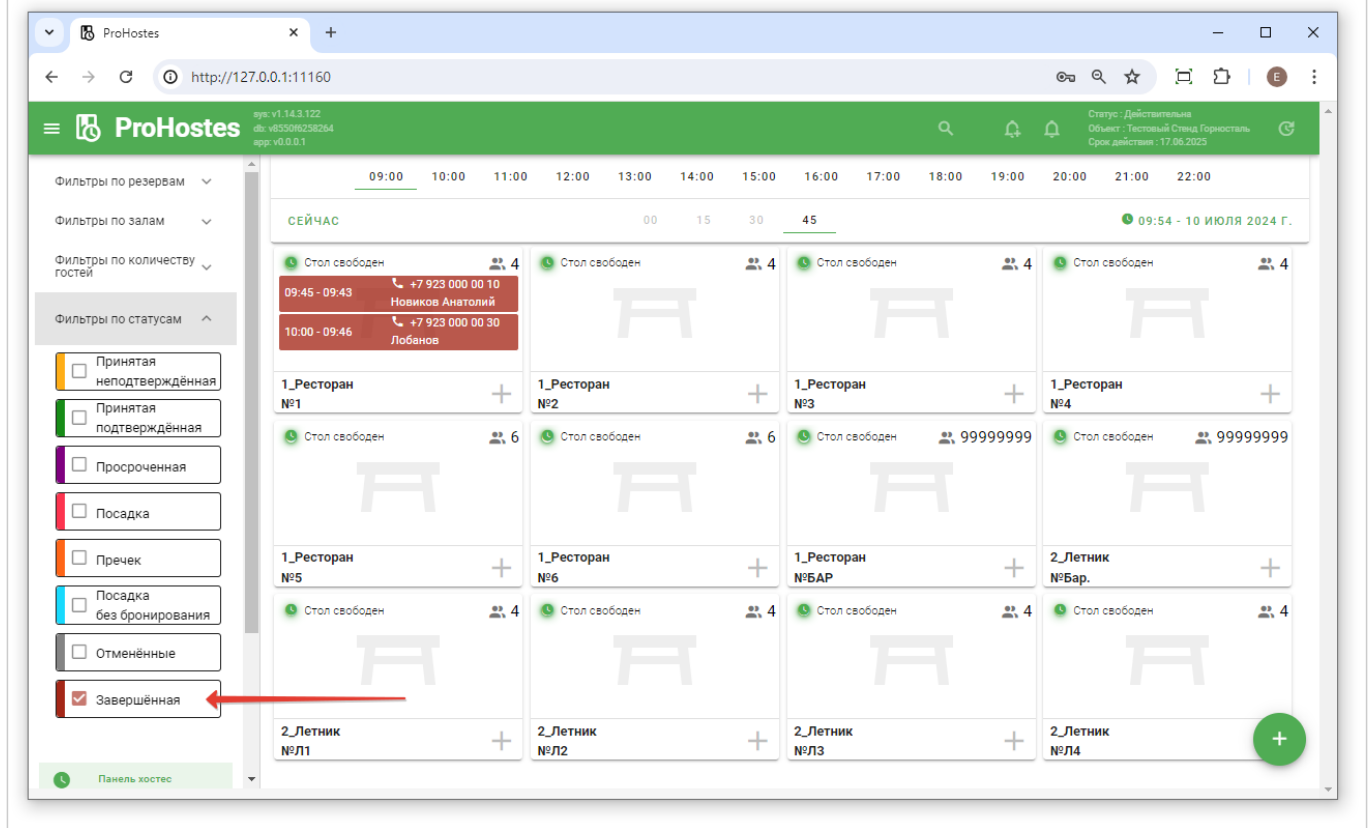 ProHostes
http://127.0.0.1:11160
E
ProHostes
sys: v1.14.3.122
db: v8550f6258264
app: v0.0.0.1
Статус : Действительна
Объект : Тестовый Стенд Горносталь
Срок действия : 17.06.2025
Фильтры по резервам
Фильтры по залам
Фильтры по количеству
гостей
Фильтры по статусам
Принятая
неподтверждённая
Принятая
подтверждённая
Просроченная
Посадка
Пречек
Посадка
без бронирования
Отменённые
Завершённая
Панель хостес
09:00 10:00 11:00 12:00 13:00 14:00 15:00 16:00 17:00 18:00 19:00 20:00 21:00 22:00
СЕЙЧАС 00 15 30 45 09:54 - 10 ИЮЛЯ 2024 Г.
Стол свободен 4
09:45 - 09:43 +7 923 000 00 10
Новиков Анатолий
10:00 - 09:46 +7 923 000 00 30
Лобанов
1_Ресторан
№1
Стол свободен 4
1_Ресторан
№2
Стол свободен 4
1_Ресторан
№3
Стол свободен 4
1_Ресторан
№4
Стол свободен 6
1_Ресторан
№5
Стол свободен 6
1_Ресторан
№6
Стол свободен 99999999
1_Ресторан
№БАР
Стол свободен 99999999
2_Летник
№Бар.
Стол свободен 4
2_Летник
№Л1
Стол свободен 4
2_Летник
№Л2
Стол свободен 4
2_Летник
№Л3
Стол свободен 4
2_Летник
№Л4